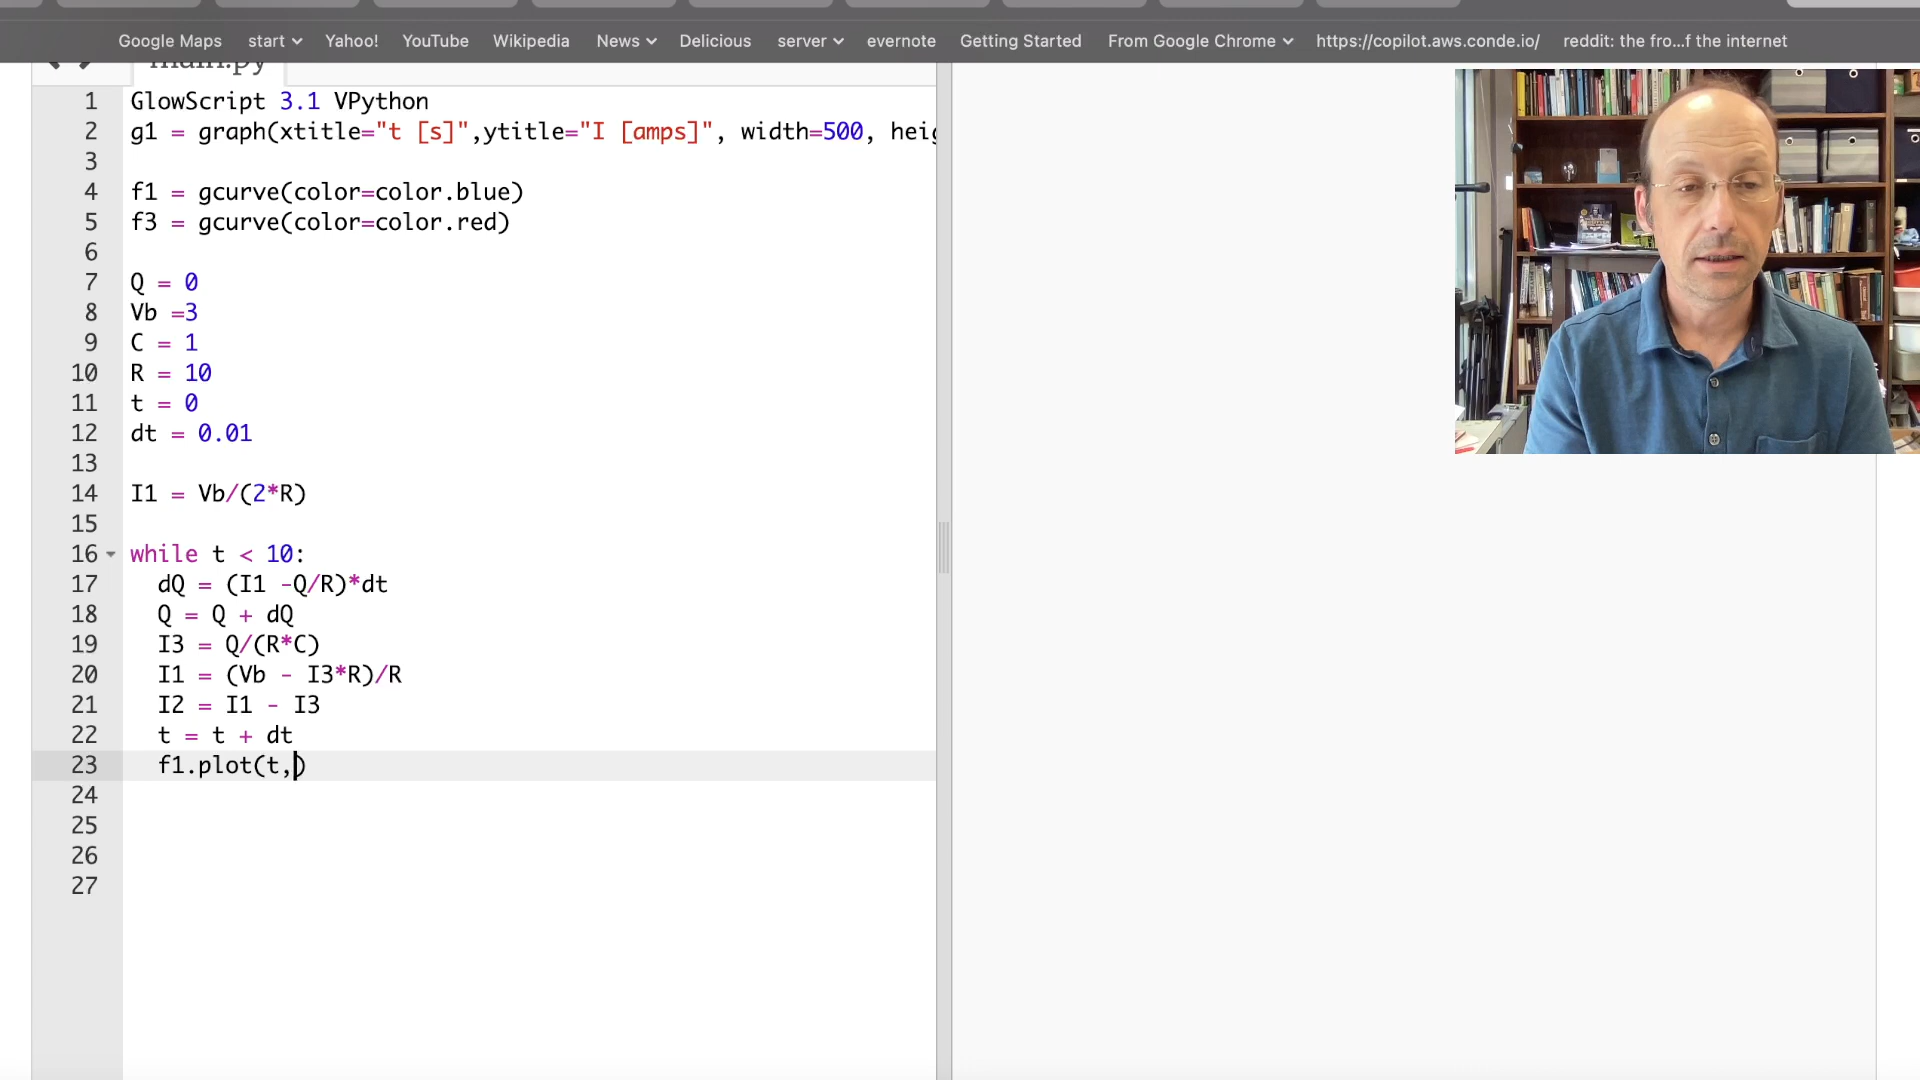 Google Maps start Yahoo! YouTube Wikipedia News Delicious server evernote Getting Started From Google Chrome https://copilot.aws.conde.io/ reddit: the fro...f the internet
main.py
1 GlowScript 3.1 VPython
2 g1 = graph(xtitle="t [s]",ytitle="I [amps]", width=500, heig
3
4 f1 = gcurve(color=color.blue)
5 f3 = gcurve(color=color.red)
6
7 Q = 0
8 Vb =3
9 C = 1
10 R = 10
11 t = 0
12 dt = 0.01
13
14 I1 = Vb/(2*R)
15
16 while t < 10:
17 dQ = (I1 -Q/R)*dt
18 Q = Q + dQ
19 I3 = Q/(R*C)
20 I1 = (Vb - I3*R)/R
21 I2 = I1 - I3
22 t = t + dt
23 f1.plot(t,)
24
25
26
27